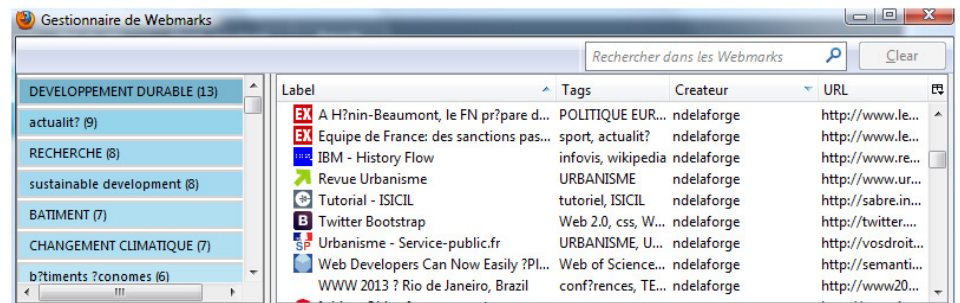 Gestionnaire de Webmarks
Rechercher dans les Webmarks Clear
DEVELOPPEMENT DURABLE (13)
actualit? (9)
RECHERCHE (8)
sustainable development (8)
BATIMENT (7)
CHANGEMENT CLIMATIQUE (7)
b?timents ?conomes (6)
Label Tags Createur URL
EX A H?nin-Beaumont, le FN pr?pare d... POLITIQUE EUR... ndelaforge http://www.le...
EX Equipe de France: des sanctions pas... sport, actualit? ndelaforge http://www.le...
IBM - History Flow infovis, wikipedia ndelaforge http://www.re...
Revue Urbanisme URBANISME ndelaforge http://www.ur...
Tutorial - ISICIL tutoriel, ISICIL ndelaforge http://sabre.in...
B Twitter Bootstrap Web 2.0, css, W... ndelaforge http://twitter....
SP Urbanisme - Service-public.fr URBANISME, U... ndelaforge http://vosdroit...
Web Developers Can Now Easily ?Pl... Web of Science... ndelaforge http://semanti...
WWW 2013 ? Rio de Janeiro, Brazil conf?rences, TE... ndelaforge http://www20...